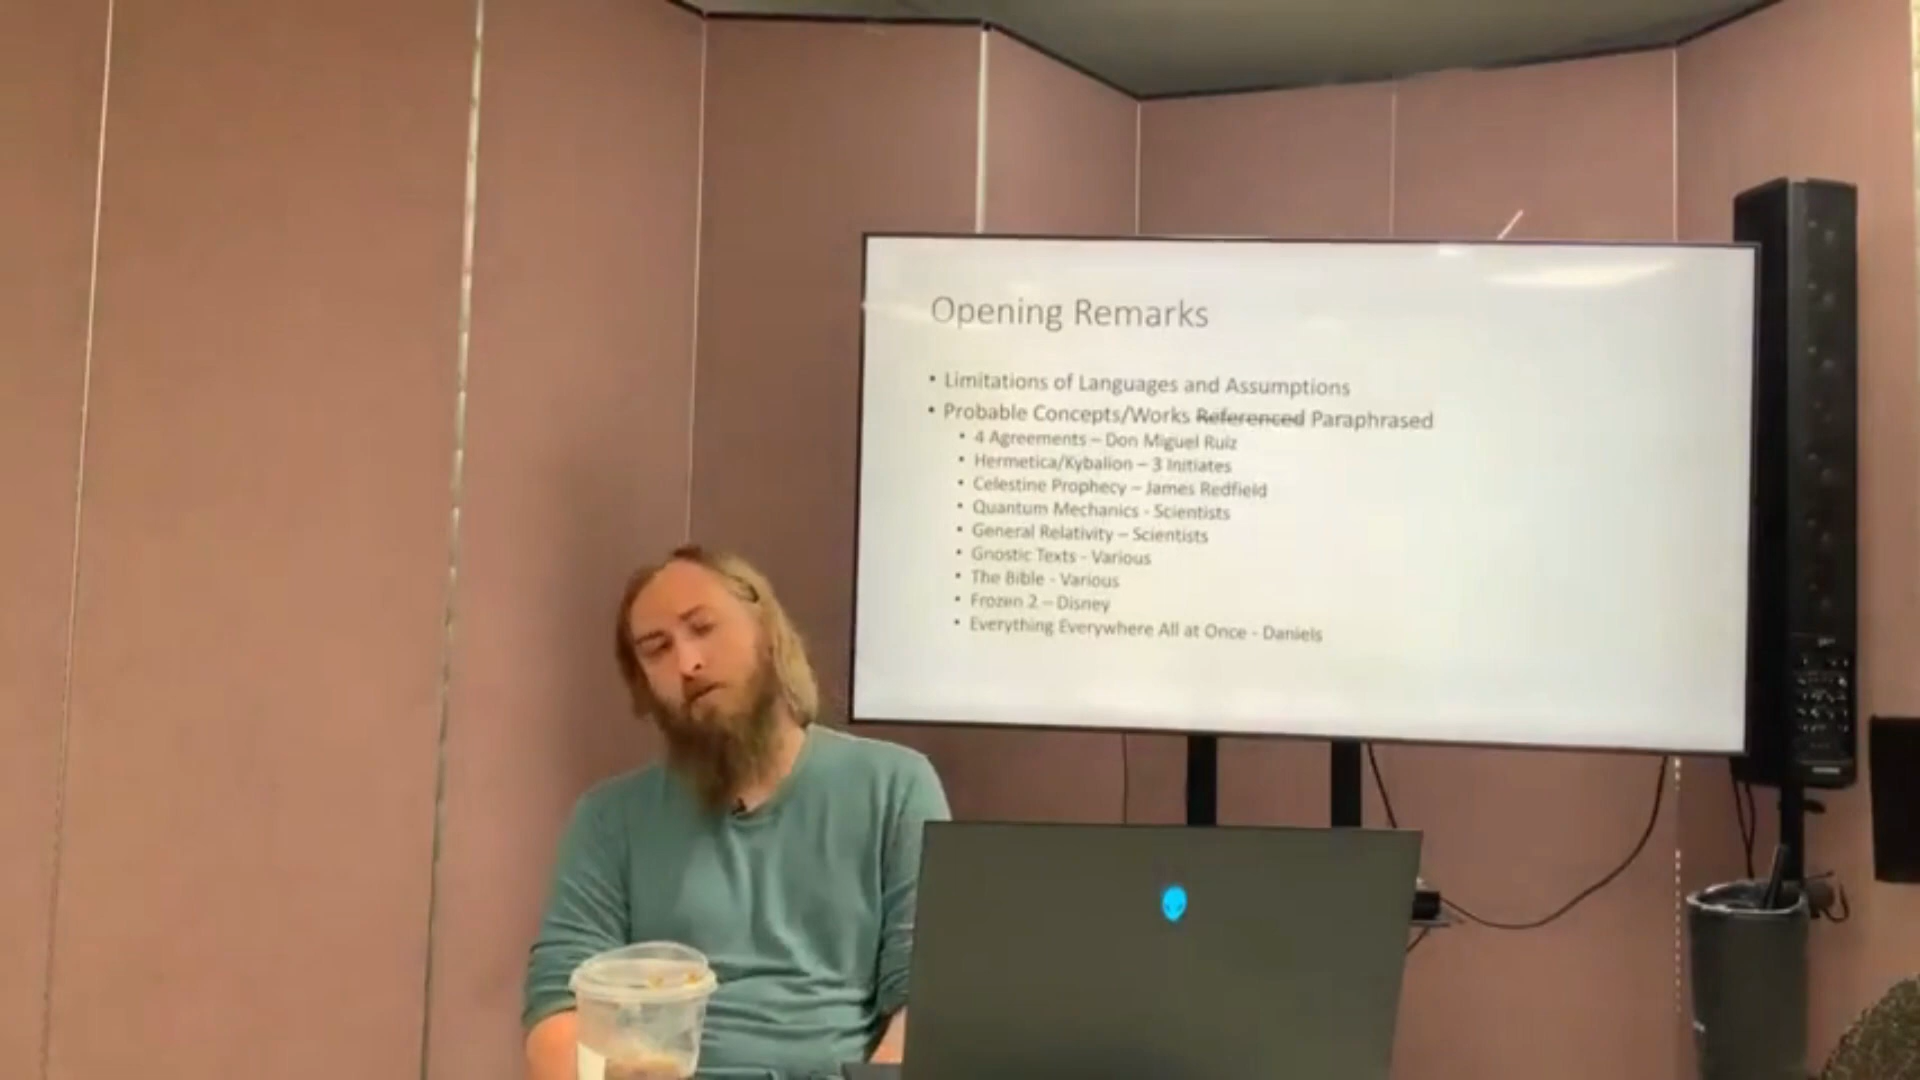 Opening Remarks
• Limitations of Languages and Assumptions
• Probable Concepts/Works Referenced Paraphrased
• 4 Agreements – Don Miguel Ruiz
• Hermetica/Kybalion – 3 Initiates
• Celestine Prophecy – James Redfield
• Quantum Mechanics - Scientists
• General Relativity – Scientists
• Gnostic Texts - Various
• The Bible - Various
• Frozen 2 – Disney
• Everything Everywhere All at Once - Daniels